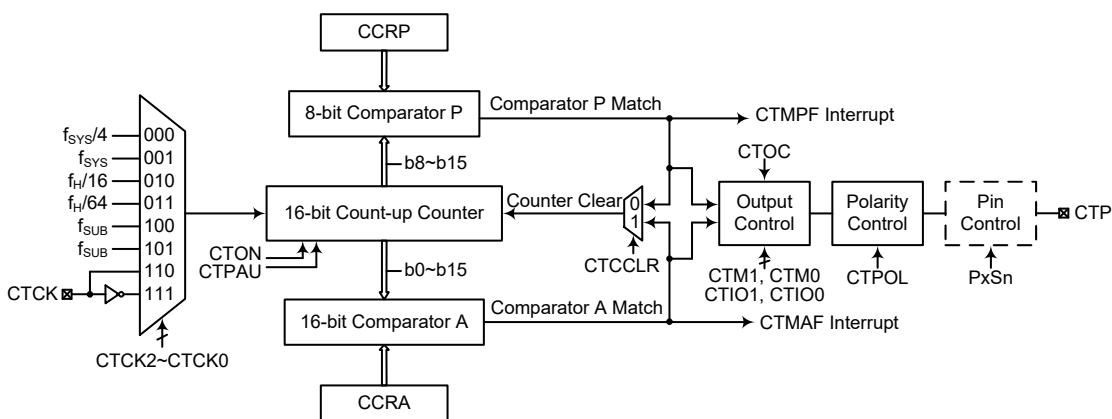 CCRP
8-bit Comparator P
Comparator P Match
CTMPF Interrupt
b8~b15
CTOC
fSYS/4
000
fSYS
001
fH/16
010
fH/64
011
fSUB
100
fSUB
101
110
111
CTCK
CTCK2~CTCK0
16-bit Count-up Counter
Counter Clear
0
1
CTCCLR
Output
Control
Polarity
Control
Pin
Control
CTP
CTON
CTPAU
b0~b15
CTM1, CTM0
CTIO1, CTIO0
CTPOL
PxSn
16-bit Comparator A
Comparator A Match
CTMAF Interrupt
CCRA